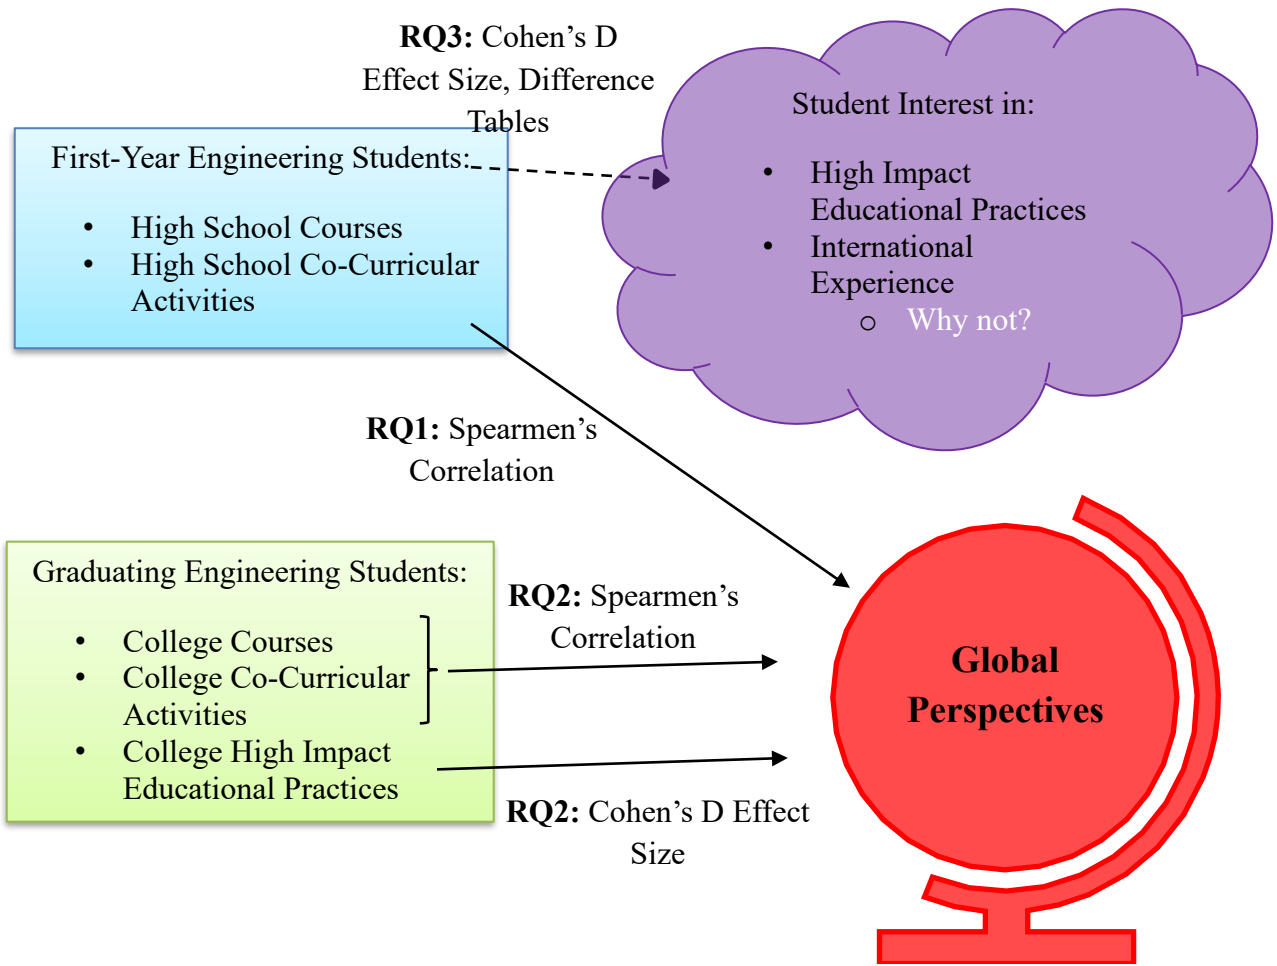 RQ3: Cohen’s D
Effect Size, Difference
Tables
First-Year Engineering Students:
• High School Courses
• High School Co-Curricular
Activities
Student Interest in:
• High Impact
Educational Practices
• International
Experience
o Why not?
RQ1: Spearmen’s
Correlation
Graduating Engineering Students:
• College Courses
• College Co-Curricular
Activities
• College High Impact
Educational Practices
RQ2: Spearmen’s
Correlation
RQ2: Cohen’s D Effect
Size
Global
Perspectives